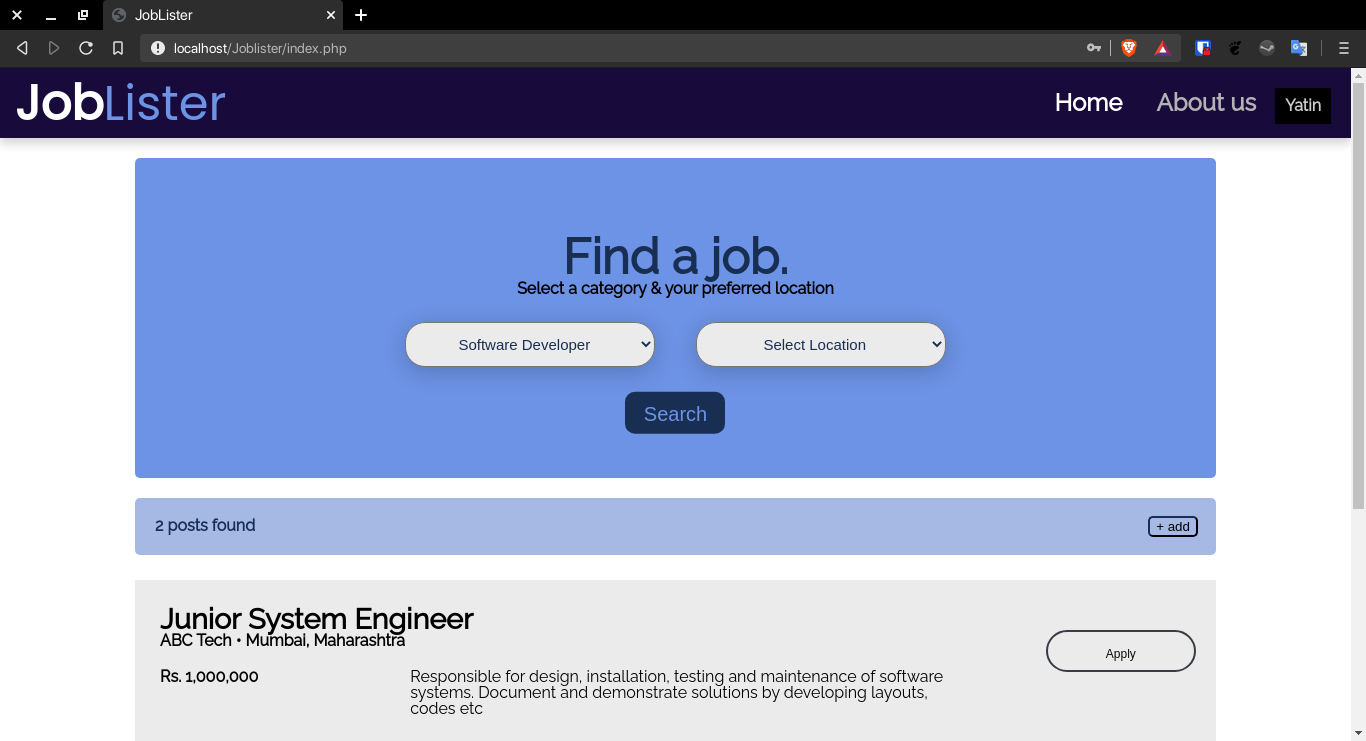 JobLister
localhost/Joblister/index.php
JobLister
Home
About us
Yatin
Find a job.
Select a category & your preferred location
Software Developer
Select Location
Search
2 posts found
+ add
Junior System Engineer
ABC Tech • Mumbai, Maharashtra
Apply
Rs. 1,000,000
Responsible for design, installation, testing and maintenance of software
systems. Document and demonstrate solutions by developing layouts,
codes etc